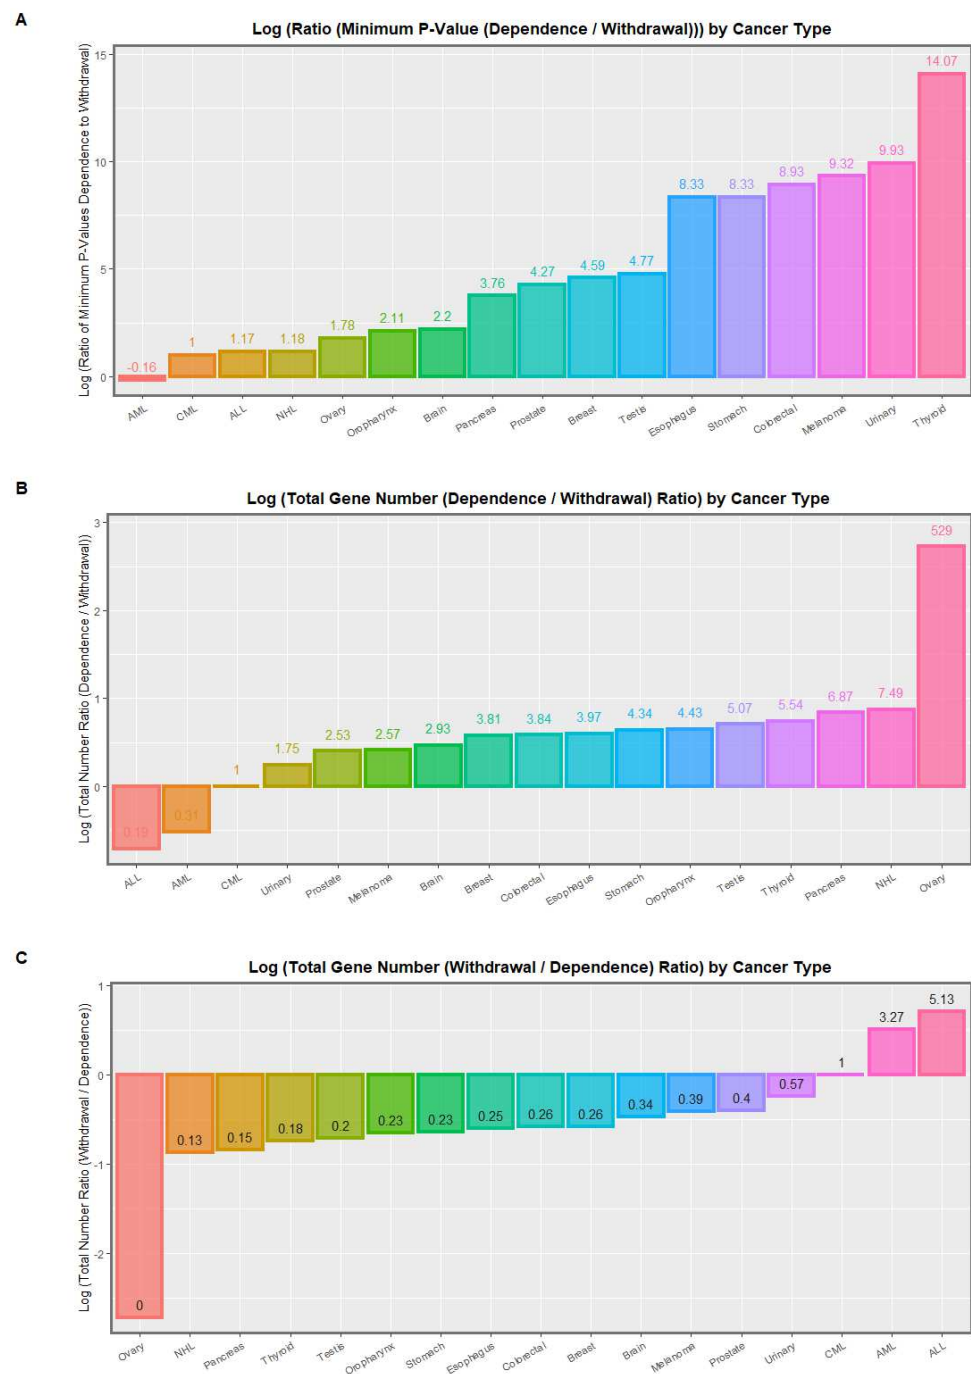 A
Log (Ratio (Minimum P-Value (Dependence / Withdrawal))) by Cancer Type
Log (Ratio of Minimum P-Values Dependence to Withdrawal)
15
10
5
0
-0.16
1
1.17
1.18
1.78
2.11
2.2
3.76
4.27
4.59
4.77
8.33
8.33
8.93
9.32
9.93
14.07
AML
CML
ALL
NHL
Ovary
Oropharynx
Brain
Pancreas
Prostate
Breast
Testis
Esophagus
Stomach
Colorectal
Melanoma
Urinary
Thyroid
B
Log (Total Gene Number (Dependence / Withdrawal) Ratio) by Cancer Type
Log (Total Number Ratio (Dependence / Withdrawal))
3
2
1
0
0.19
0.31
1
1.75
2.53
2.57
2.93
3.81
3.84
3.97
4.34
4.43
5.07
5.54
6.87
7.49
529
ALL
AML
CML
Urinary
Prostate
Melanoma
Brain
Breast
Colorectal
Esophagus
Stomach
Oropharynx
Testis
Thyroid
Pancreas
NHL
Ovary
C
Log (Total Gene Number (Withdrawal / Dependence) Ratio) by Cancer Type
Log (Total Number Ratio (Withdrawal / Dependence))
1
0
-1
-2
0
0.13
0.15
0.18
0.2
0.23
0.23
0.25
0.26
0.26
0.34
0.39
0.4
0.57
1
3.27
5.13
Ovary
NHL
Pancreas
Thyroid
Testis
Oropharynx
Stomach
Esophagus
Colorectal
Breast
Brain
Melanoma
Prostate
Urinary
CML
AML
ALL